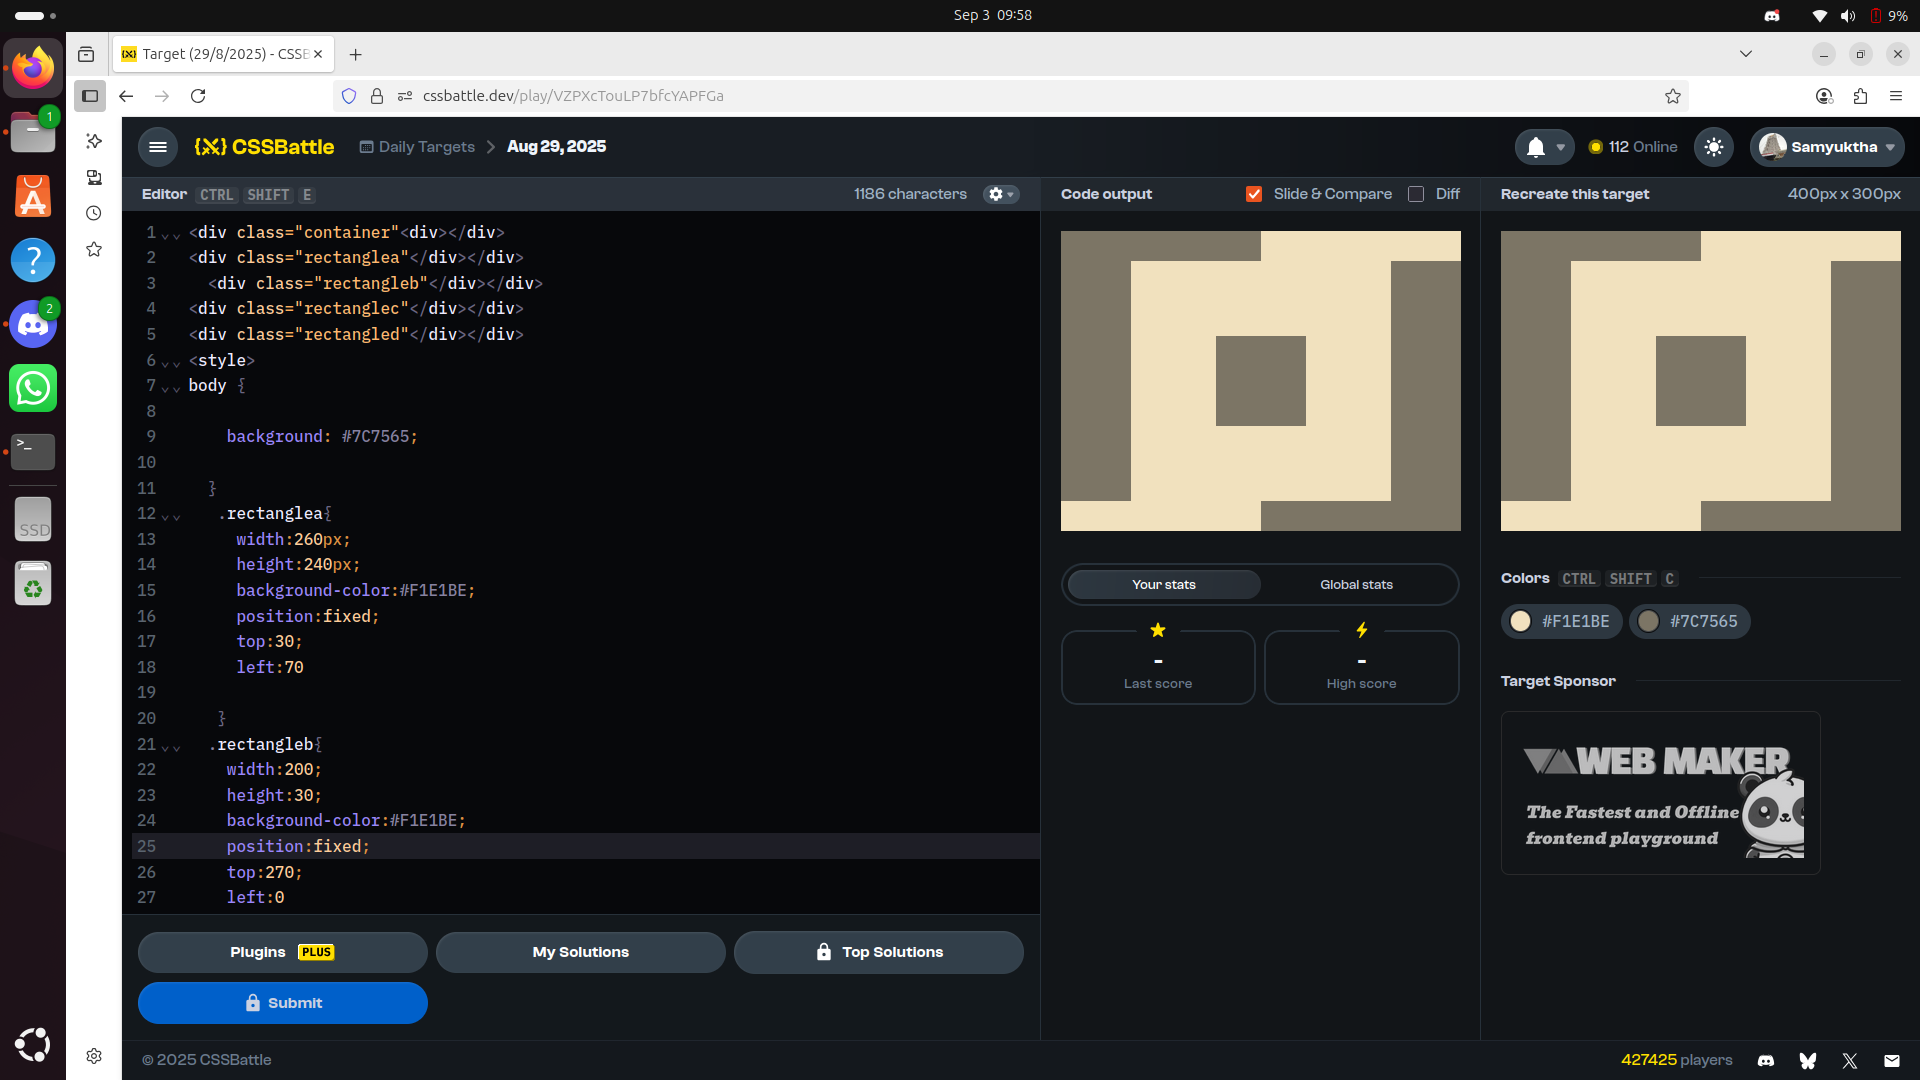 Sep 3 09:58
9%
Target (29/8/2025) - CSSB
cssbattle.dev/play/VZPXcTouLP7bfcYAPFGa
1
2
SSD
CSSBattle
Daily Targets
Aug 29, 2025
112 Online
Samyuktha
Editor CTRL SHIFT E
1186 characters
Code output
Slide & Compare
Diff
Recreate this target
400px x 300px
1 <div class="container"<div></div>
2 <div class="rectanglea"</div></div>
3 <div class="rectangleb"</div></div>
4 <div class="rectanglec"</div></div>
5 <div class="rectangled"</div></div>
6 <style>
7 body {
8
9 background: #7C7565;
10
11 }
12 .rectanglea{
13 width:260px;
14 height:240px;
15 background-color:#F1E1BE;
16 position:fixed;
17 top:30;
18 left:70
19
20 }
21 .rectangleb{
22 width:200;
23 height:30;
24 background-color:#F1E1BE;
25 position:fixed;
26 top:270;
27 left:0
Your stats
Global stats
-
Last score
-
High score
Colors CTRL SHIFT C
#F1E1BE
#7C7565
Target Sponsor
WEB MAKER
The Fastest and Offline
frontend playground
Plugins PLUS
My Solutions
Top Solutions
Submit
© 2025 CSSBattle
427425 players